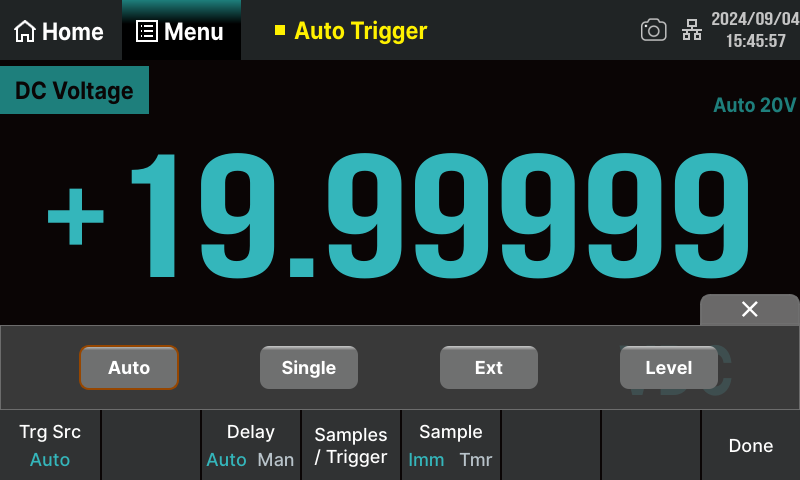 Home
Menu
Auto Trigger
2024/09/04
15:45:57
DC Voltage
Auto 20V
+19.99999
VDC
Auto
Single
Ext
Level
Trg Src
Auto
Delay
Auto Man
Samples
/ Trigger
Sample
Imm Tmr
Done